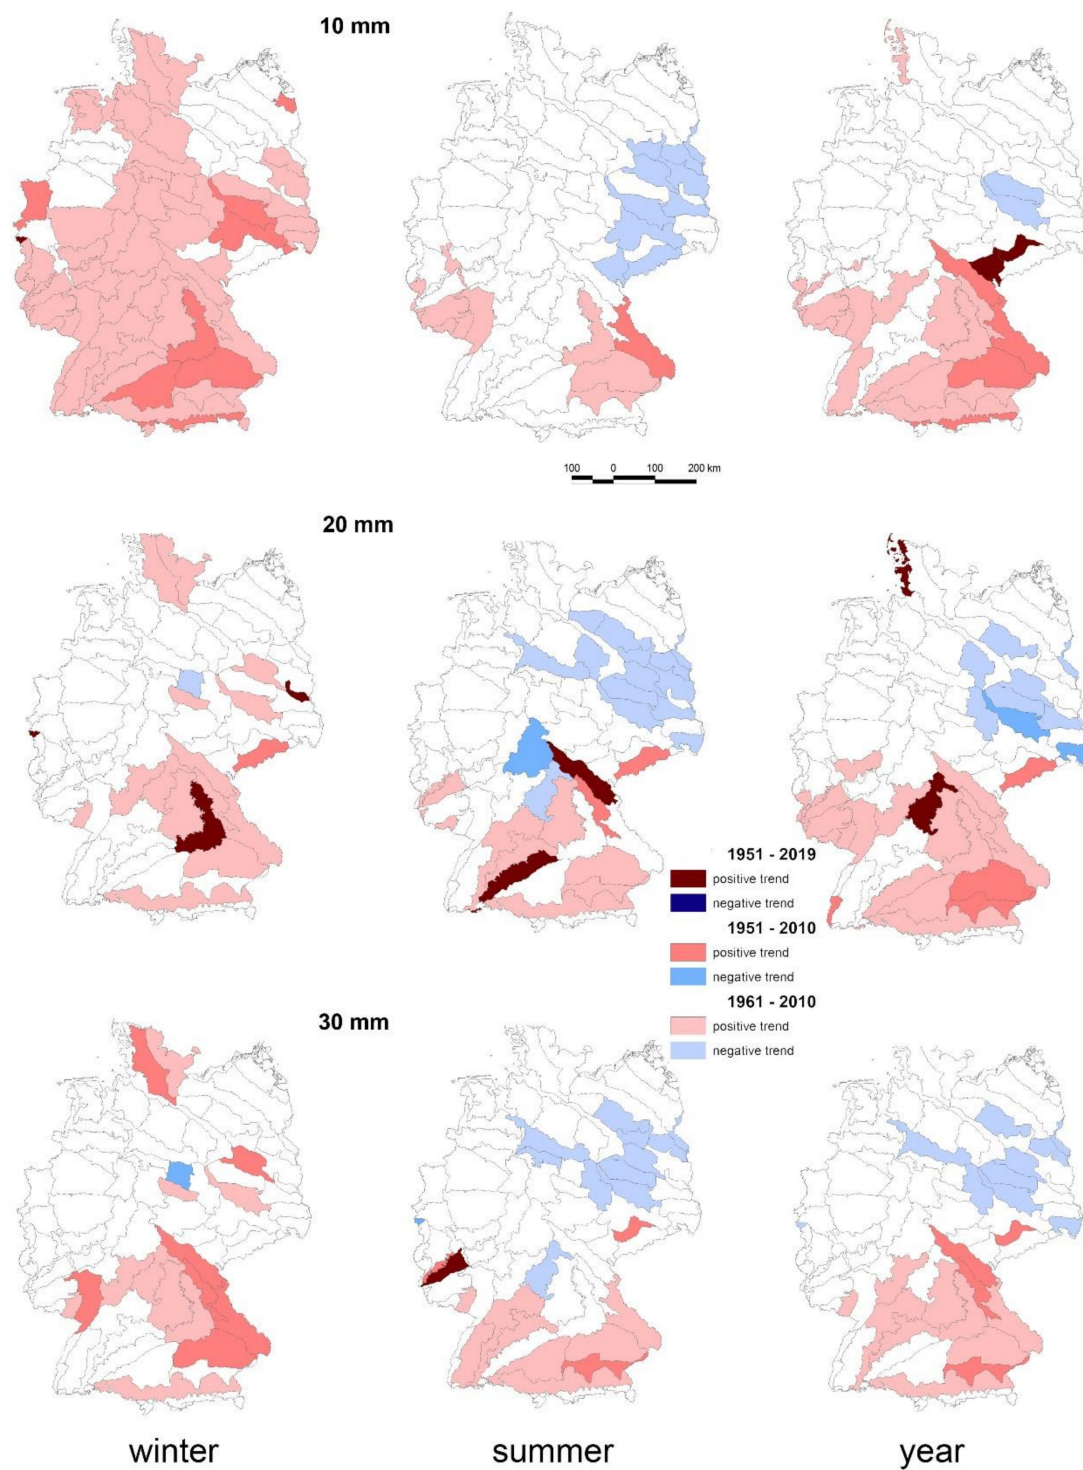 10 mm
100 0 100 200 km
20 mm
1951 - 2019
positive trend
negative trend
1951 - 2010
positive trend
negative trend
1961 - 2010
positive trend
negative trend
30 mm
winter
summer
year